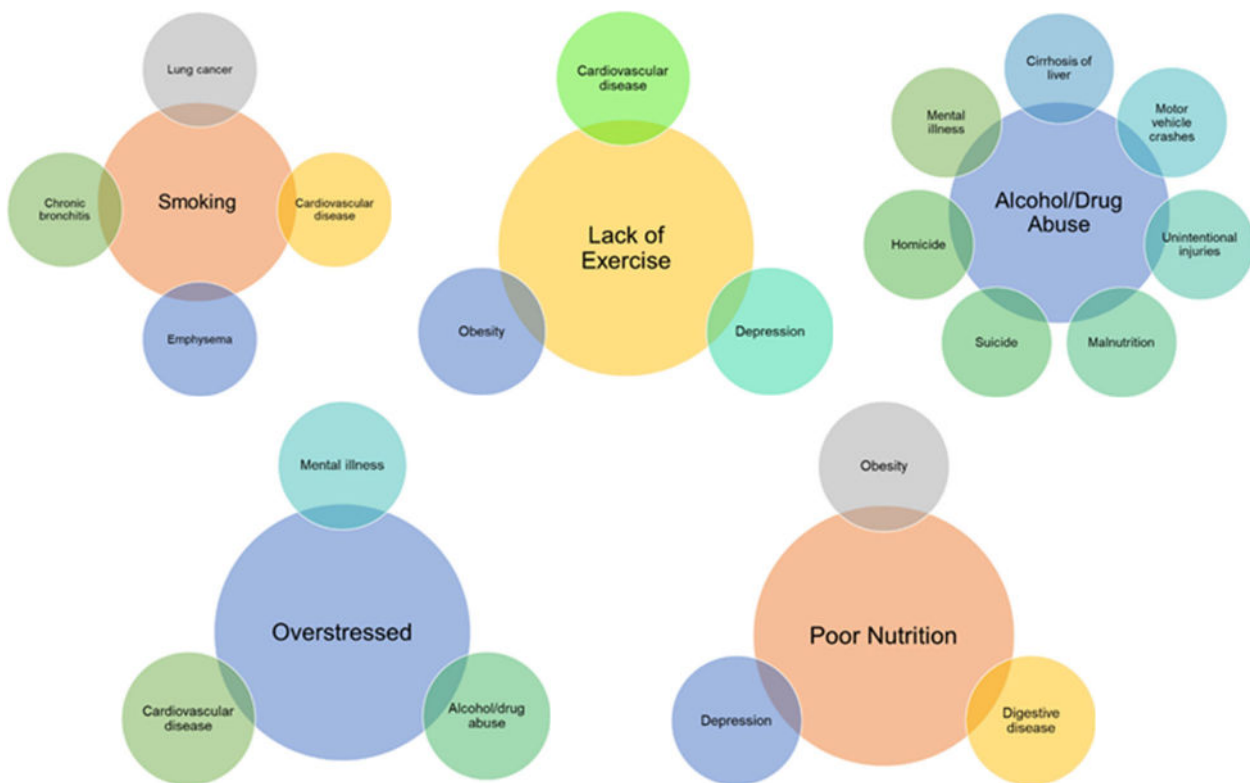 Lung cancer
Smoking
Chronic
bronchitis
Cardiovascular
disease
Emphysema
Cardiovascular
disease
Lack of
Exercise
Obesity
Depression
Cirrhosis of
liver
Mental
illness
Motor
vehicle
crashes
Alcohol/Drug
Abuse
Homicide
Unintentional
injuries
Suicide
Malnutrition
Mental illness
Overstressed
Cardiovascular
disease
Alcohol/drug
abuse
Obesity
Poor Nutrition
Depression
Digestive
disease